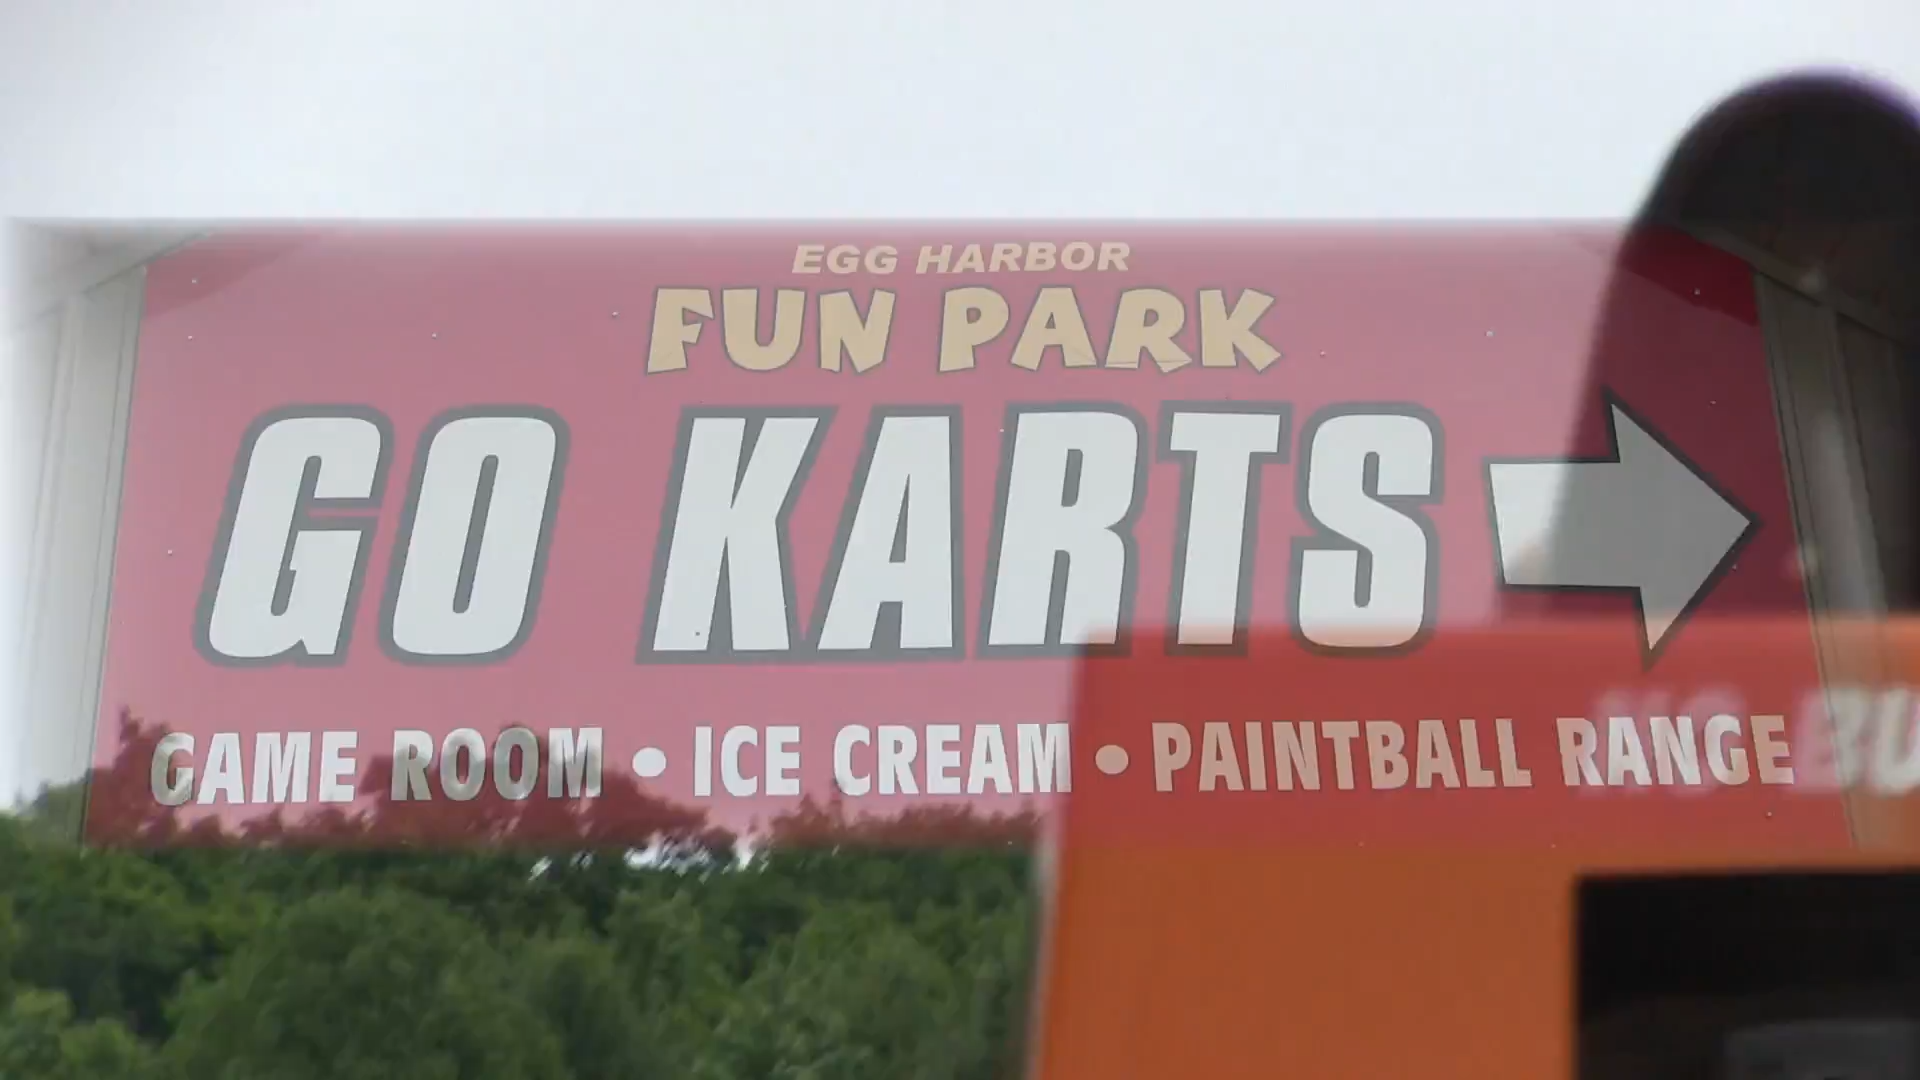 EGG HARBOR
FUN PARK
GO KARTS
GAME ROOM • ICE CREAM • PAINTBALL RANGE